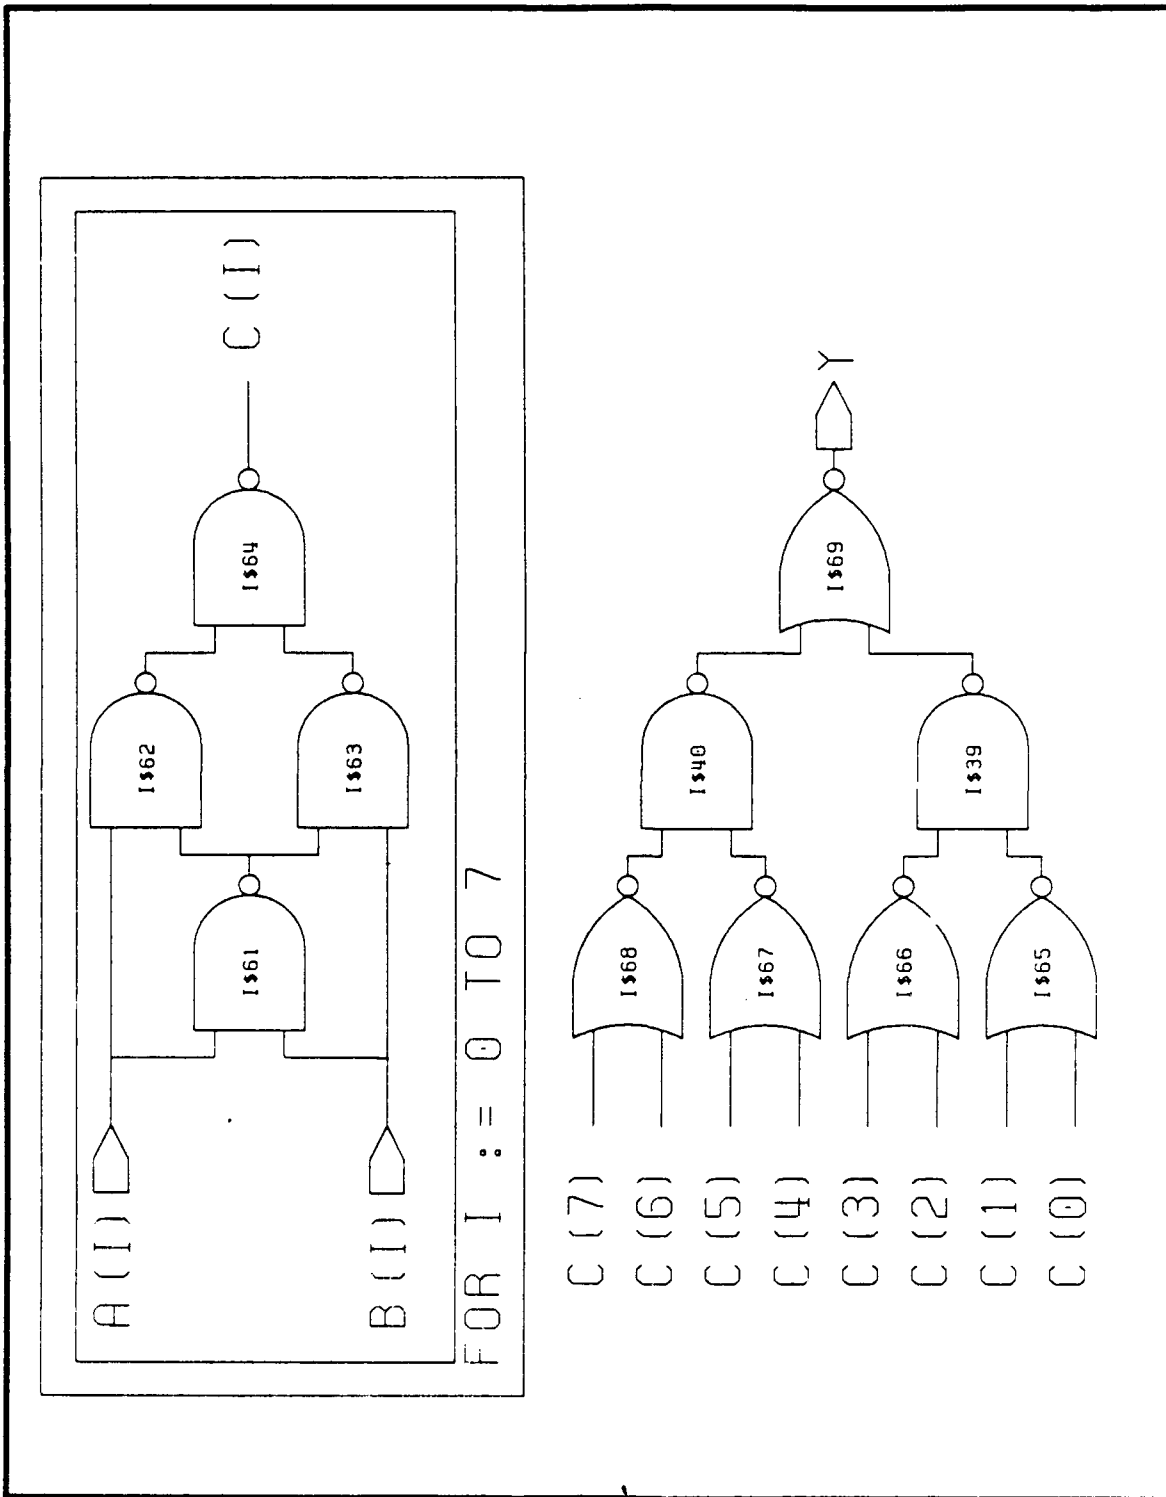 A(I)
B(I)
I$61
I$62
I$63
I$64
C(I)
FOR I := 0 TO 7
C(7)
C(6)
C(5)
C(4)
C(3)
C(2)
C(1)
C(0)
I$68
I$67
I$66
I$65
I$40
I$39
I$69
Y